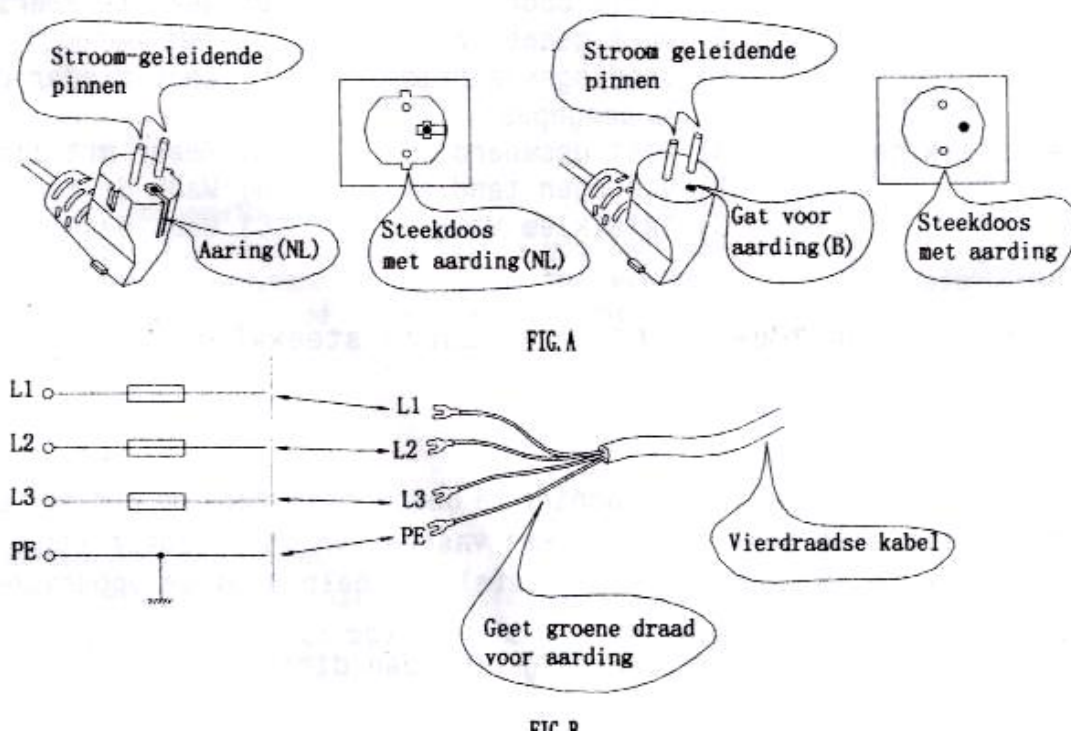 Stroom-geleidende
pinnen
Stroom geleidende
pinnen
Aaring(NL)
Steekdoos
met aarding(NL)
Gat voor
aarding(B)
Steekdoos
met aarding
FIG.A
L1
L1
L2
L2
L3
L3
PE
PE
Vierdraadse kabel
Geet groene draad
voor aarding
FIG.B